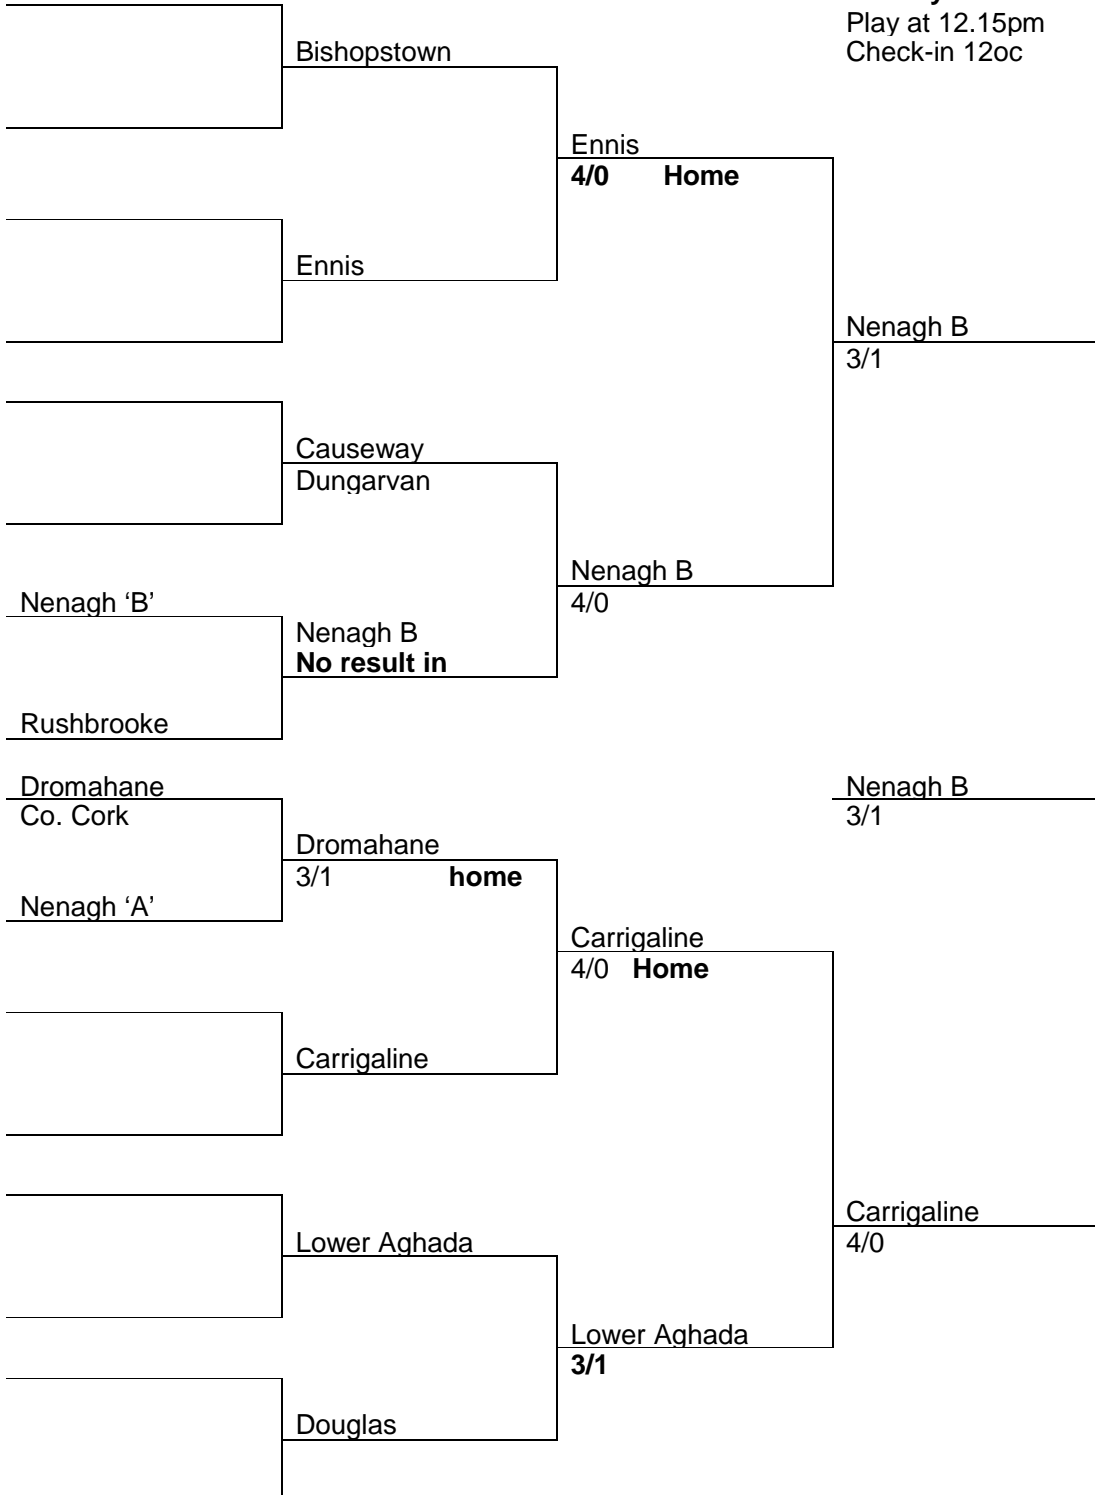 Play at 12.15pm
Check-in 12oc
Bishopstown
Ennis
4/0 Home
Ennis
Nenagh B
3/1
Causeway
Dungarvan
Nenagh B
4/0
Nenagh ‘B’
Nenagh B
No result in
Rushbrooke
Dromahane
Co. Cork
Nenagh B
3/1
Dromahane
3/1 home
Nenagh ‘A’
Carrigaline
4/0 Home
Carrigaline
Carrigaline
4/0
Lower Aghada
Lower Aghada
3/1
Douglas